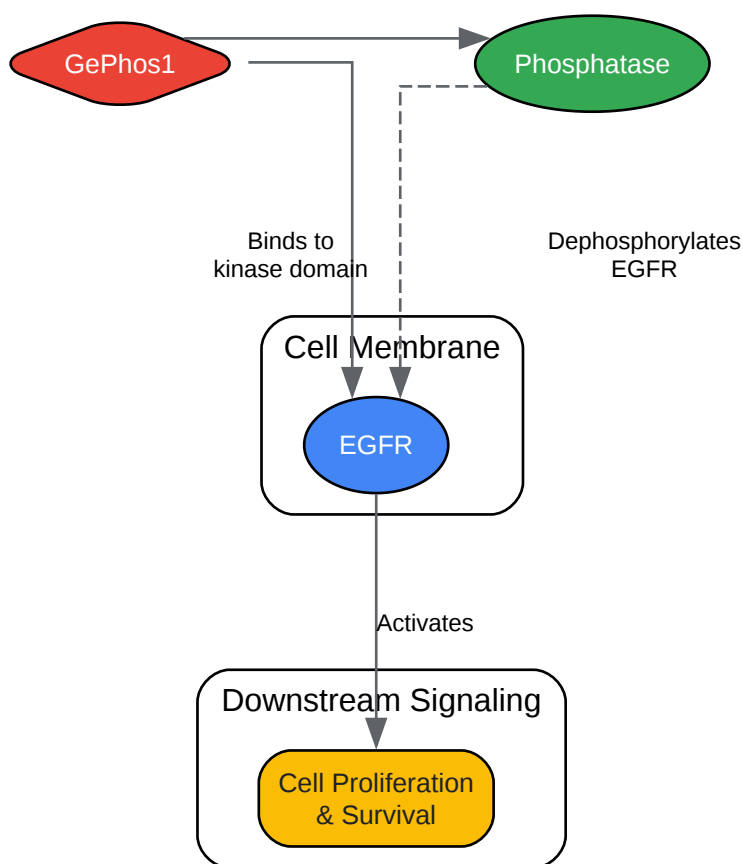 GePhos1
Phosphatase
Binds to
kinase domain
Dephosphorylates
EGFR
Cell Membrane
EGFR
Activates
Downstream Signaling
Cell Proliferation
& Survival